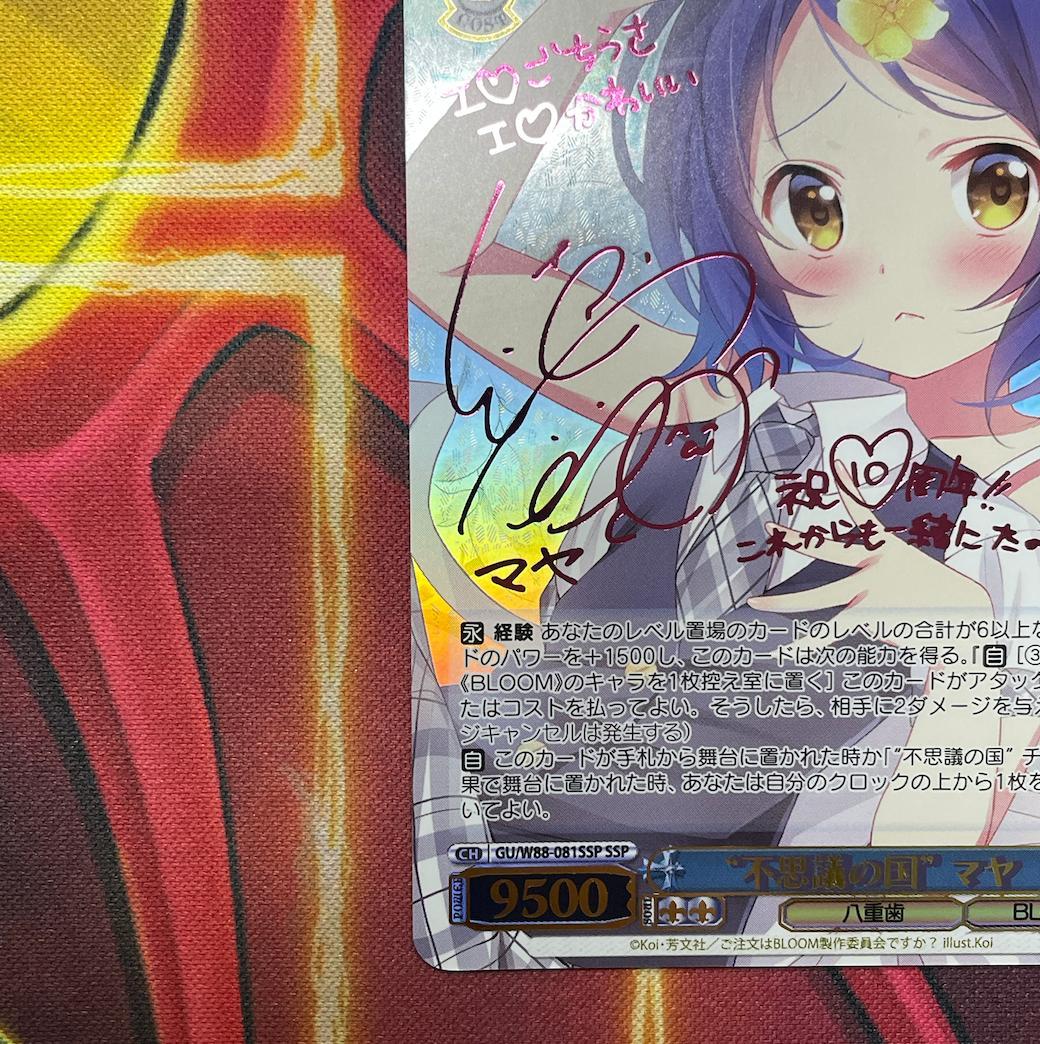 COST
I♡ごちうさ
I♡かわいい
祝♡10周年!!
これからも一緒にた
マヤ
永 経験 あなたのレベル置場のカードのレベルの合計が6以上な
ドのパワーを+1500し、このカードは次の能力を得る。『自[③
《BLOOM》のキャラを1枚控え室に置く] このカードがアタック
たはコストを払ってよい。そうしたら、相手に2ダメージを与え
ジキャンセルは発生する)
自 このカードが手札から舞台に置かれた時か「“不思議の国” チ
果で舞台に置かれた時、あなたは自分のクロックの上から1枚を
いてよい。
CH GU/W88-081SSP SSP
POWER 9500 SOUL “不思議の国” マヤ
八重歯 BL
©Koi・芳文社/ご注文はBLOOM製作委員会ですか? illust.Koi